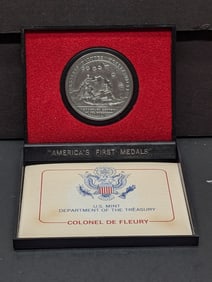 "AMERICA'S FIRST MEDALS"
U.S. MINT
DEPARTMENT OF THE TREASURY
COLONEL DE FLEURY